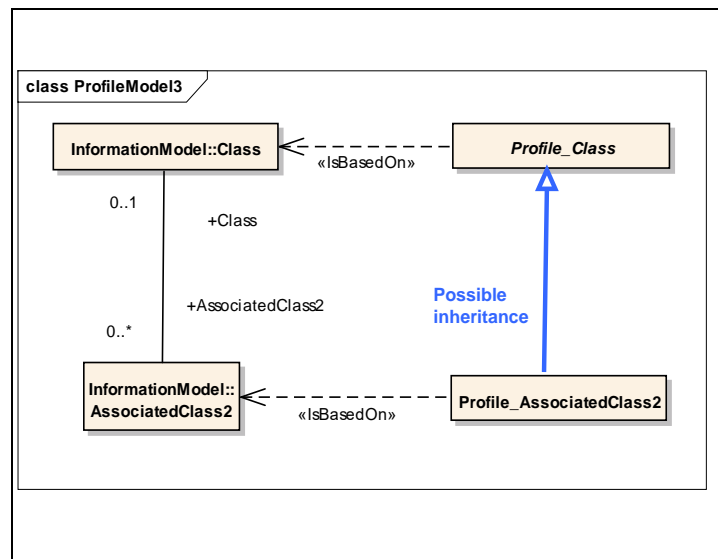 class ProfileModel3
InformationModel::Class
Profile_Class
«IsBasedOn»
0..1
+Class
+AssociatedClass2
Possible
inheritance
0..*
InformationModel::
AssociatedClass2
Profile_AssociatedClass2
«IsBasedOn»